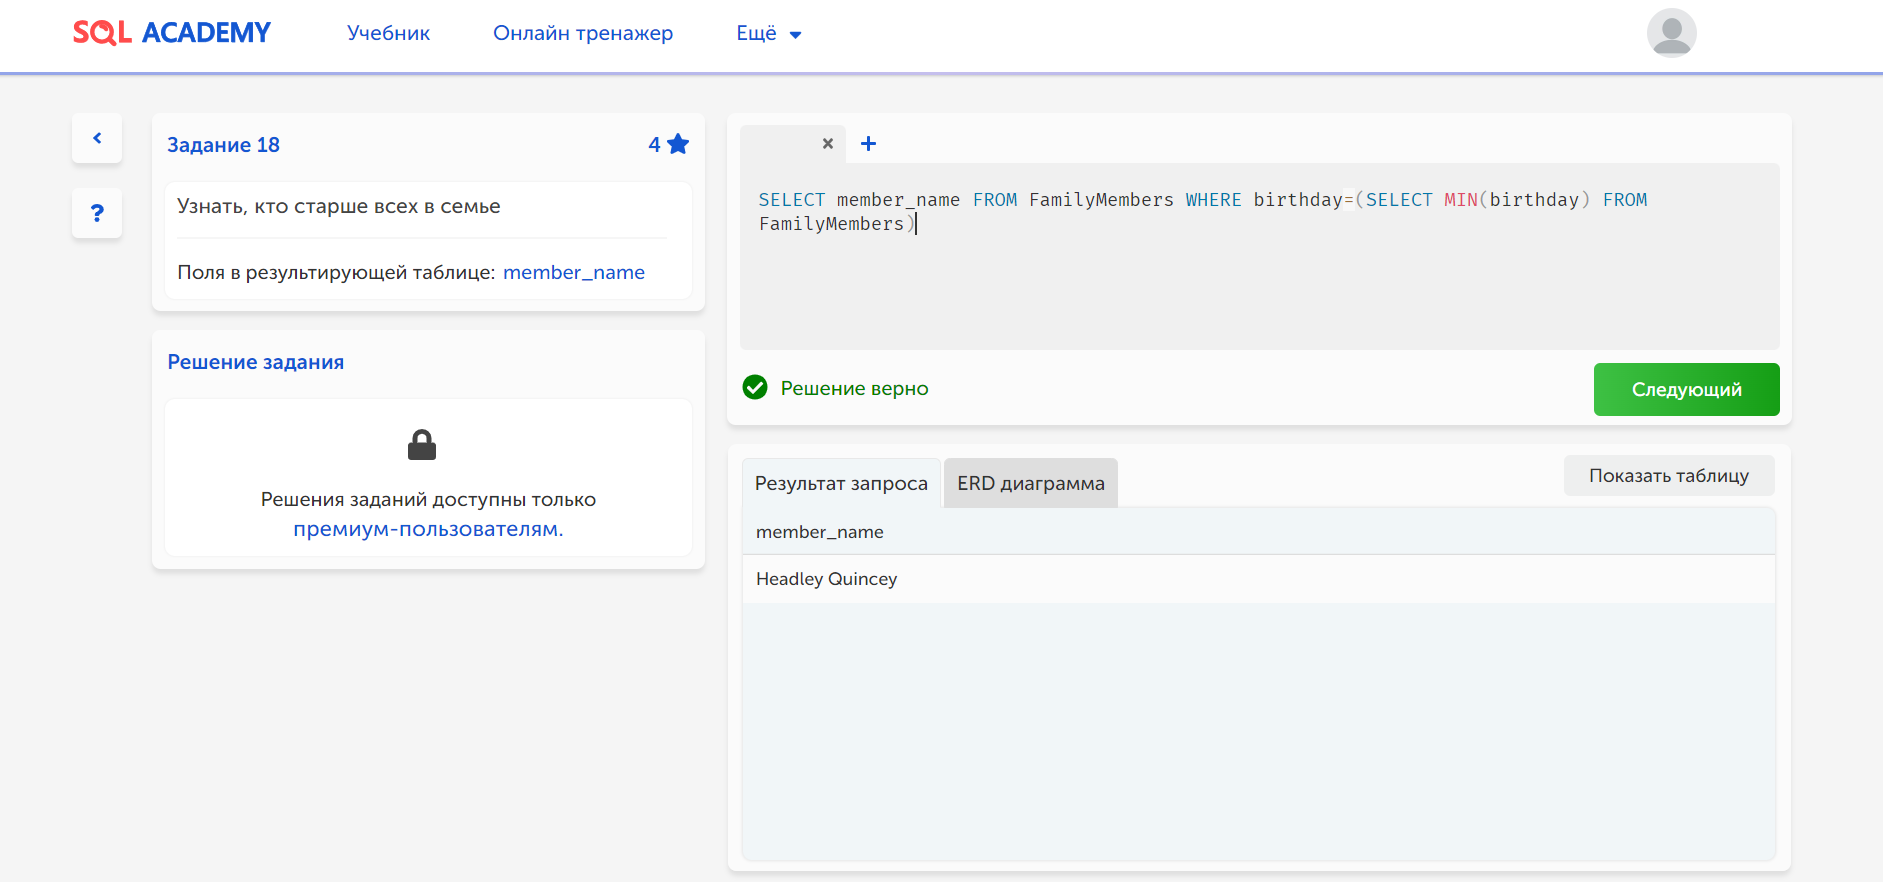 SQL ACADEMY
Учебник
Онлайн тренажер
Ещё
Задание 18
4
Узнать, кто старше всех в семье
Поля в результирующей таблице: member_name
Решение задания
Решения заданий доступны только
премиум-пользователям.
SELECT member_name FROM FamilyMembers WHERE birthday=(SELECT MIN(birthday) FROM
FamilyMembers)
Решение верно
Следующий
Результат запроса
ERD диаграмма
Показать таблицу
member_name
Headley Quincey